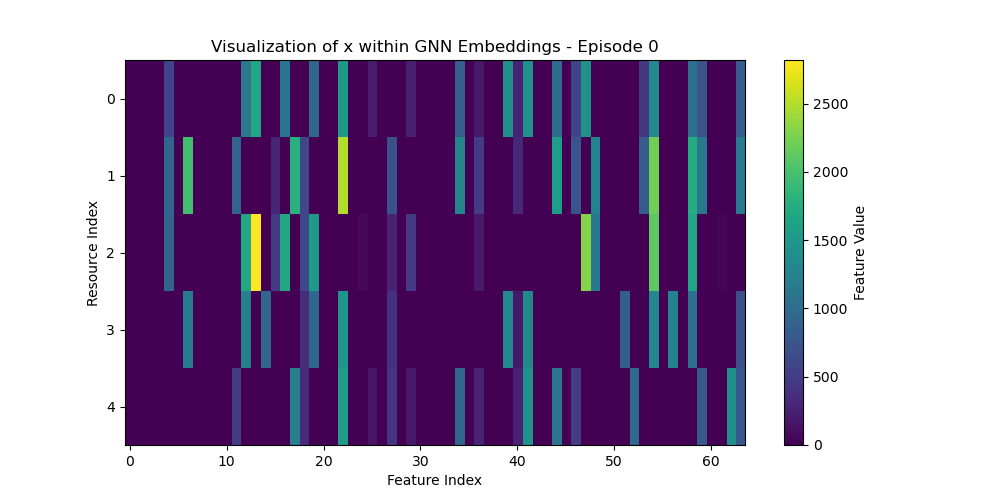 Visualization of x within GNN Embeddings - Episode 0
0
1
2
3
4
Resource Index
0 10 20 30 40 50 60
Feature Index
2500
2000
1500
1000
500
0
Feature Value